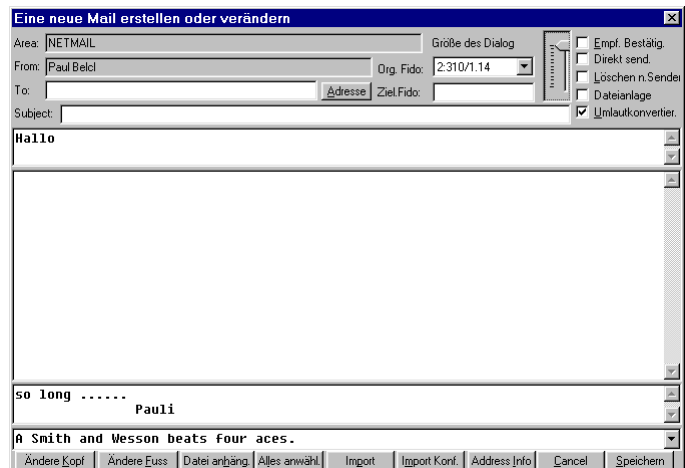 Eine neue Mail erstellen oder verändern
Area: NETMAIL Größe des Dialog
From: Paul Belcl Org. Fido: 2:310/1.14
To: Adresse Ziel.Fido:
Subject:
Empf. Bestätig.
Direkt send.
Löschen n.Sender
Dateianlage
Umlautkonvertier.
Hallo
so long ......
Pauli
A Smith and Wesson beats four aces.
Ändere Kopf Ändere Fuss Datei anhäng. Alles anwähl. Import Import Konf. Address Info Cancel Speichern